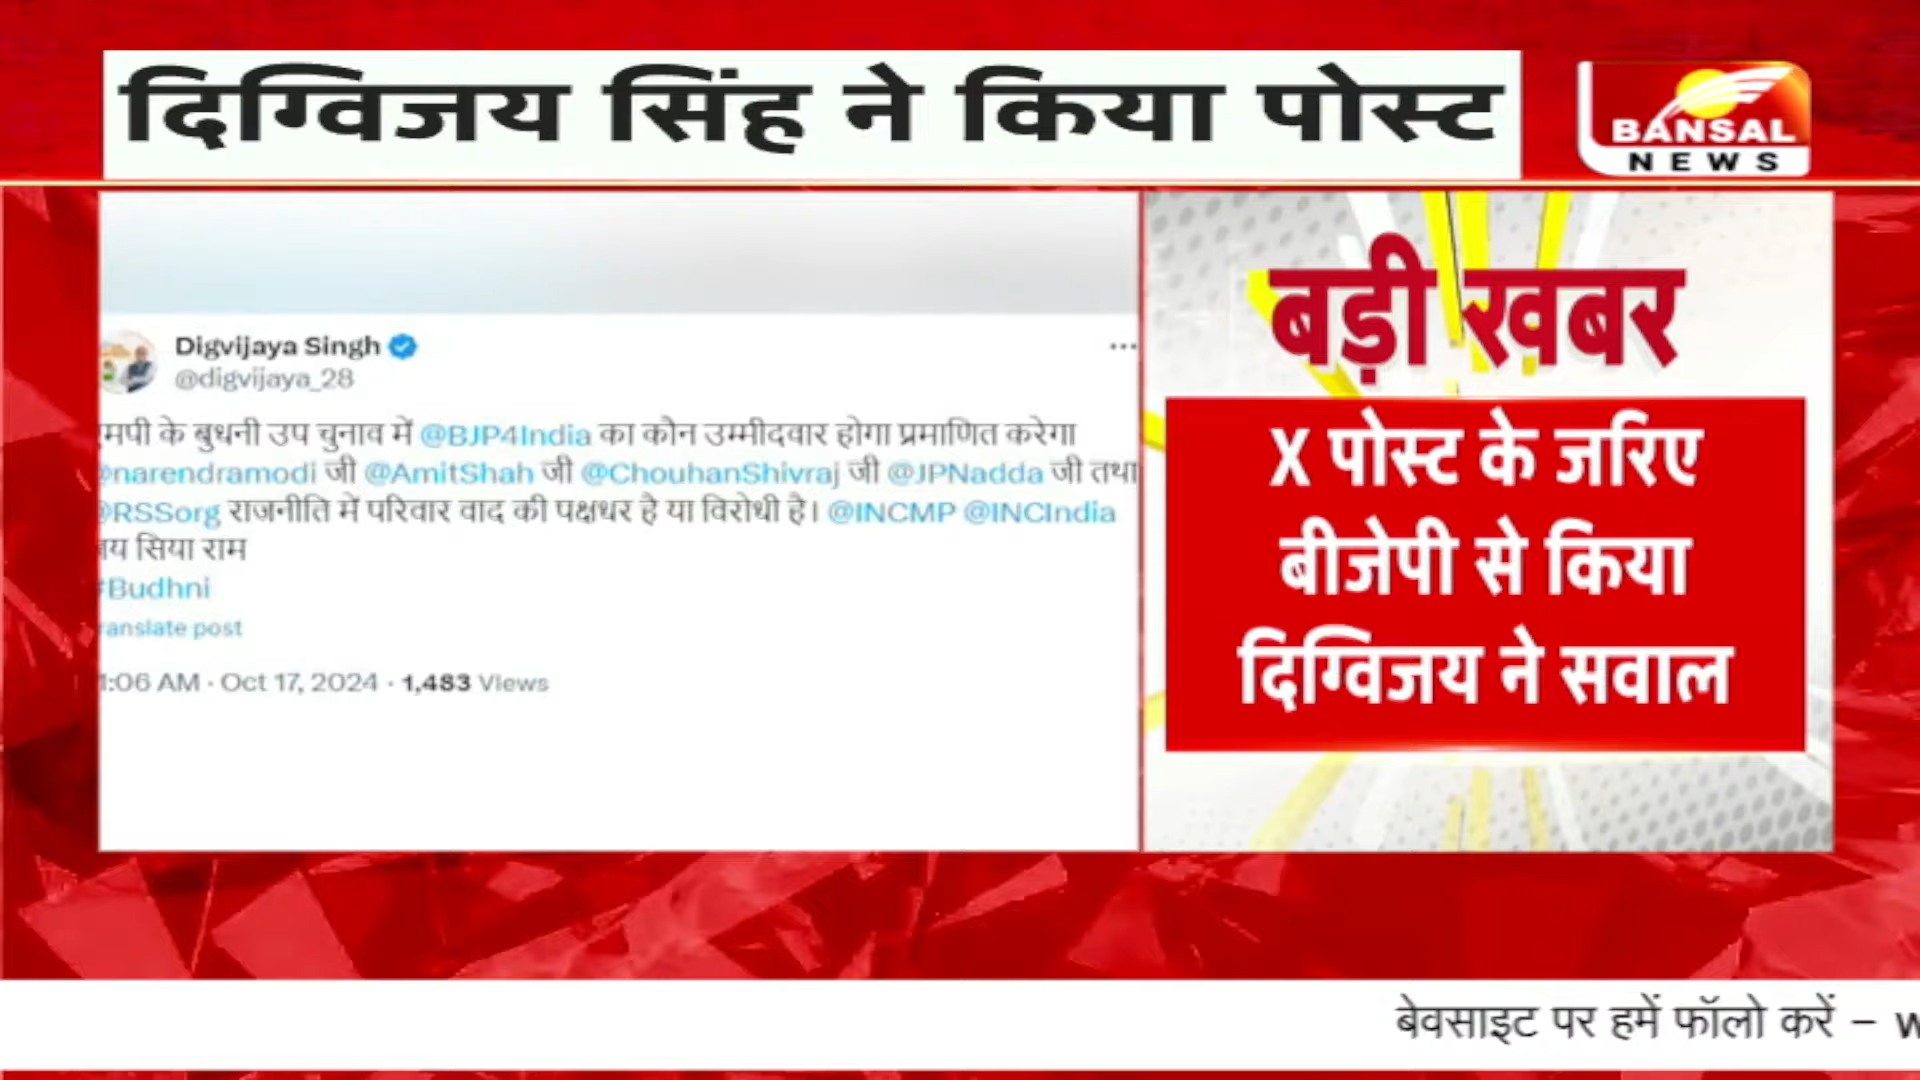 दिग्विजय सिंह ने किया पोस्ट
BANSAL
NEWS
Digvijaya Singh
@digvijaya_28
मपी के बुधनी उप चुनाव में @BJP4India का कौन उम्मीदवार होगा प्रमाणित करेगा
@narendramodi जी @AmitShah जी @ChouhanShivraj जी @JPNadda जी तथा
@RSSorg राजनीति में परिवार वाद की पक्षधर है या विरोधी है। @INCMP @INCIndia
जय सिया राम
#Budhni
ranslate post
1:06 AM · Oct 17, 2024 · 1,483 Views
बड़ी खबर
X पोस्ट के जरिए
बीजेपी से किया
दिग्विजय ने सवाल
बेवसाइट पर हमें फॉलो करें – w